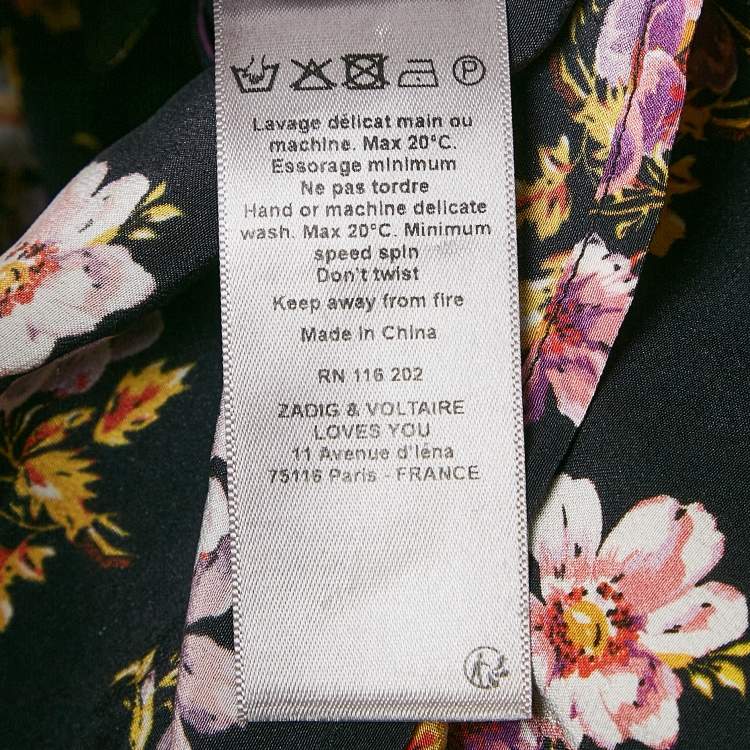 P
Lavage délicat main ou
machine. Max 20°C.
Essorage minimum
Ne pas tordre
Hand or machine delicate
wash. Max 20°C. Minimum
speed spin
Don't twist
Keep away from fire
Made in China
RN 116 202
ZADIG & VOLTAIRE
LOVES YOU
11 Avenue d'Iéna
75116 Paris - FRANCE